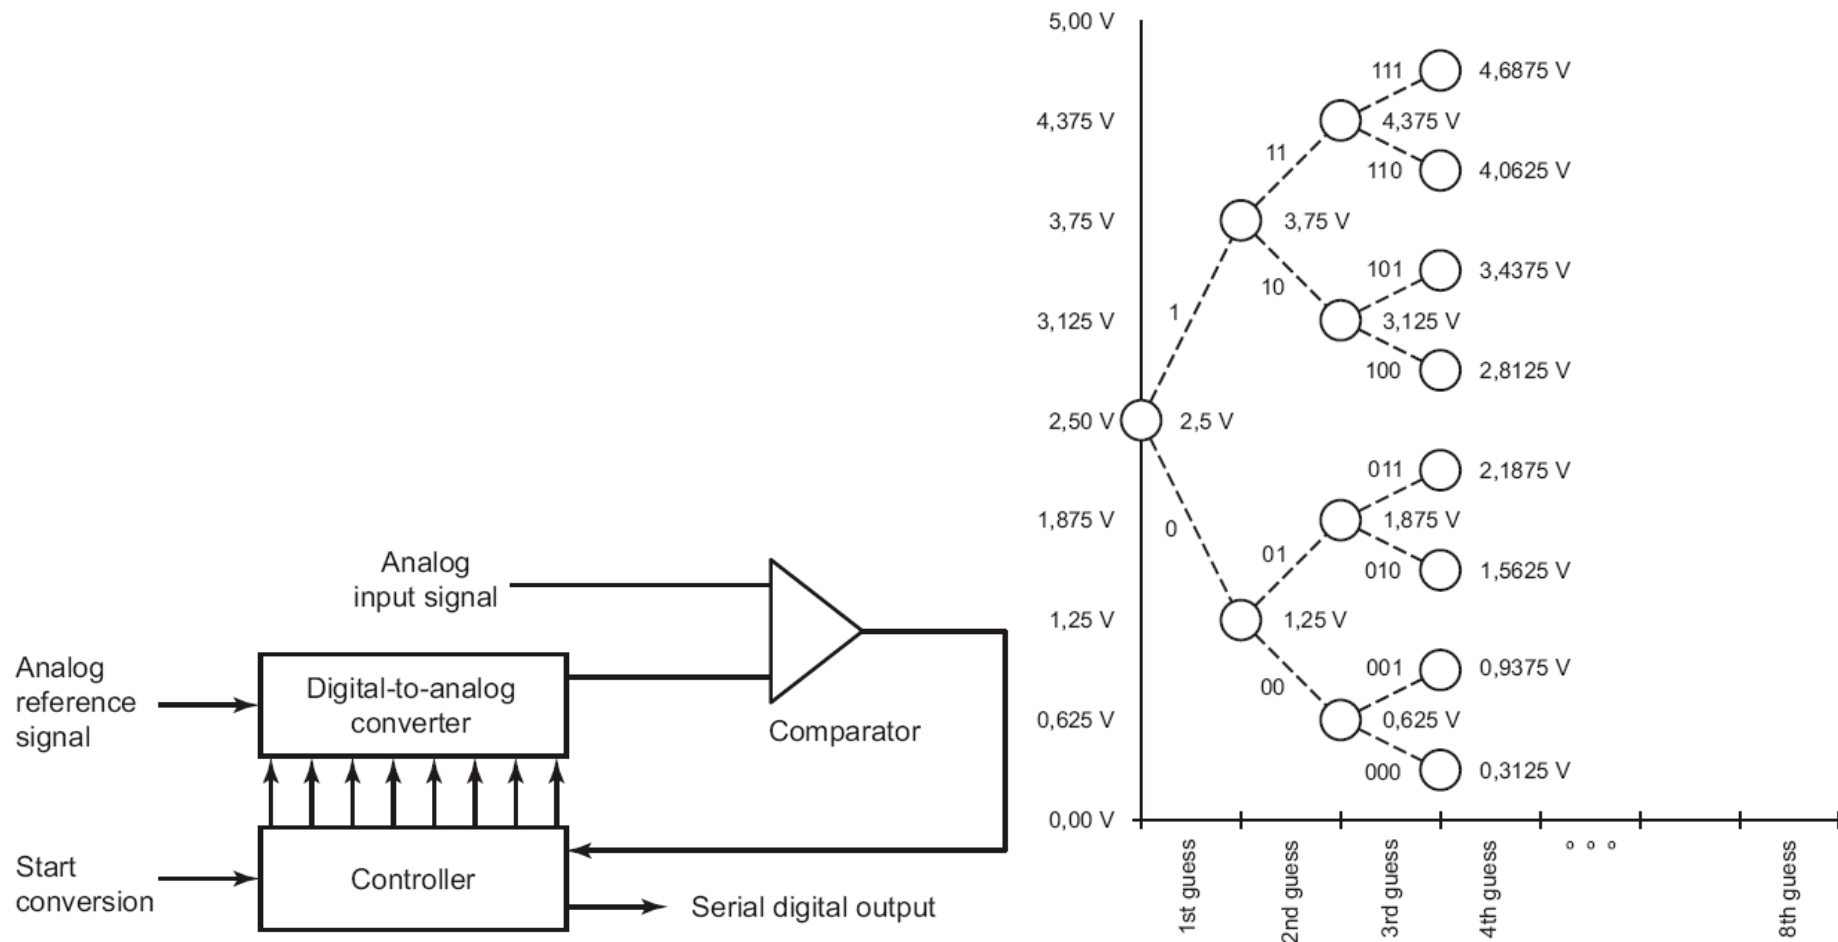 Analog
input signal
Analog
reference
signal
Digital-to-analog
converter
Comparator
Start
conversion
Controller
Serial digital output
5,00 V
4,375 V
3,75 V
3,125 V
2,50 V
1,875 V
1,25 V
0,625 V
0,00 V
1
0
2,5 V
11
10
3,75 V
01
00
1,25 V
111
4,6875 V
4,375 V
110
4,0625 V
101
3,4375 V
3,125 V
100
2,8125 V
011
2,1875 V
1,875 V
010
1,5625 V
001
0,9375 V
0,625 V
000
0,3125 V
1st guess
2nd guess
3rd guess
4th guess
8th guess